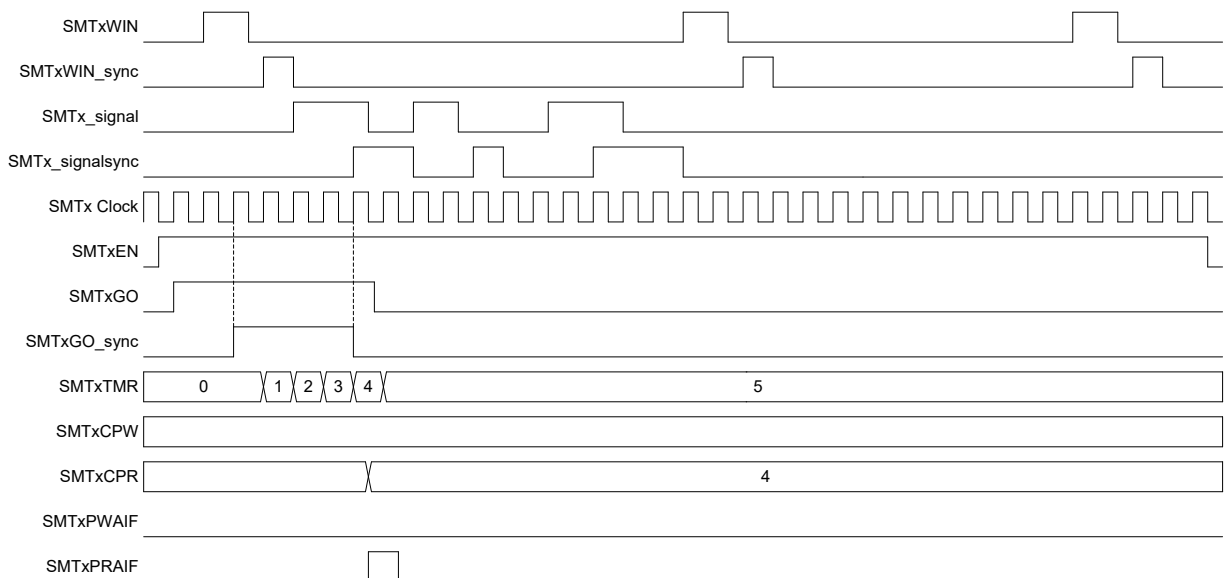 SMTxWIN
SMTxWIN_sync
SMTx_signal
SMTx_signalsync
SMTx Clock
SMTxEN
SMTxGO
SMTxGO_sync
SMTxTMR 0 1 2 3 4 5
SMTxCPW
SMTxCPR 4
SMTxPWAIF
SMTxPRAIF